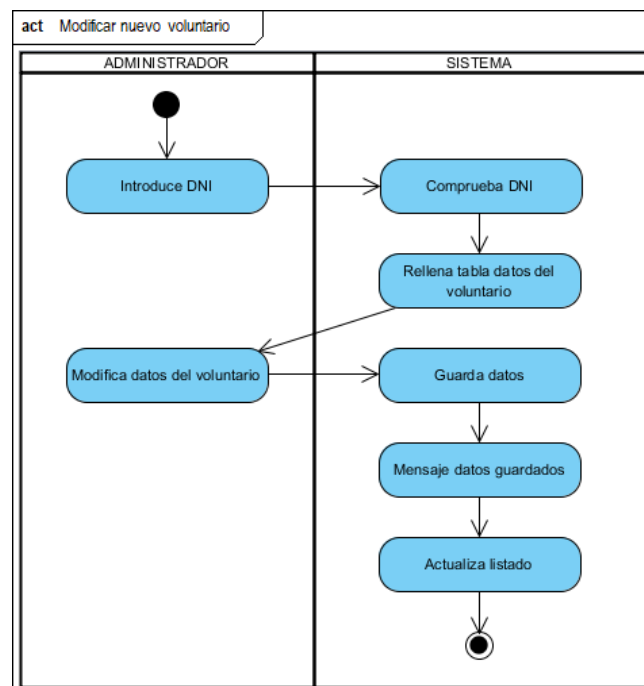 act Modificar nuevo voluntario
ADMINISTRADOR
SISTEMA
Introduce DNI
Comprueba DNI
Rellena tabla datos del
voluntario
Modifica datos del voluntario
Guarda datos
Mensaje datos guardados
Actualiza listado